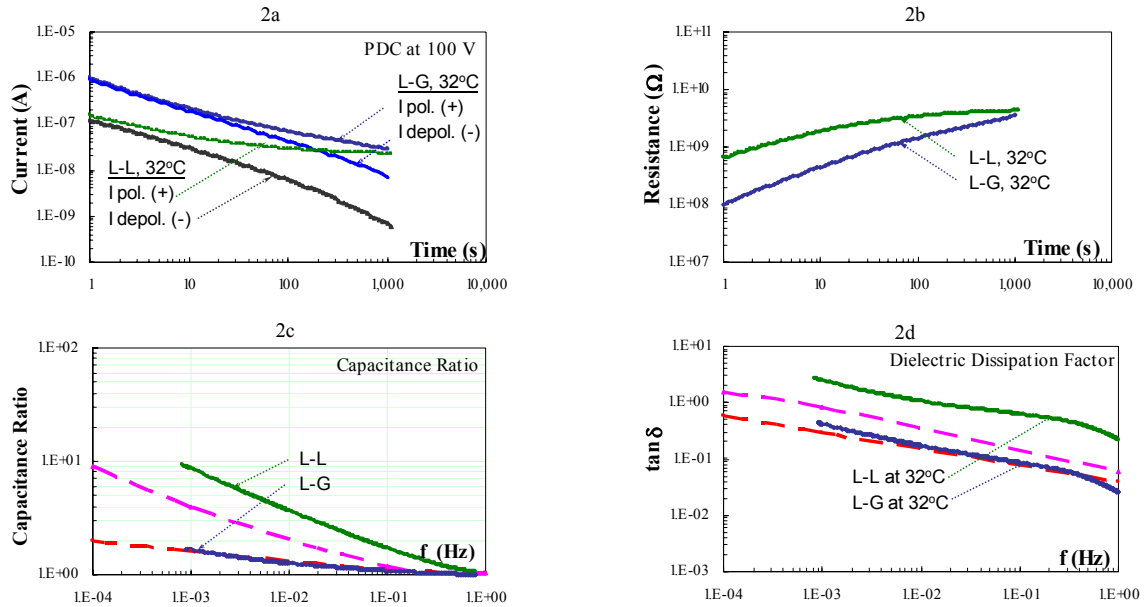 2a
PDC at 100 V
1.E-05
1.E-06
1.E-07
1.E-08
1.E-09
1.E-10
Current (A)
L-G, 32°C
I pol. (+)
I depol. (-)
L-L, 32°C
I pol. (+)
I depol. (-)
Time (s)
1 10 100 1,000 10,000
2b
1.E+11
1.E+10
1.E+09
1.E+08
1.E+07
Resistance (Ω)
L-L, 32°C
L-G, 32°C
Time (s)
1 10 100 1,000 10,000
2c
Capacitance Ratio
1.E+02
1.E+01
1.E+00
Capacitance Ratio
L-L
L-G
f (Hz)
1.E-04 1.E-03 1.E-02 1.E-01 1.E+00
2d
Dielectric Dissipation Factor
1.E+01
1.E+00
1.E-01
1.E-02
1.E-03
tan δ
L-L at 32°C
L-G at 32°C
f (Hz)
1.E-04 1.E-03 1.E-02 1.E-01 1.E+00